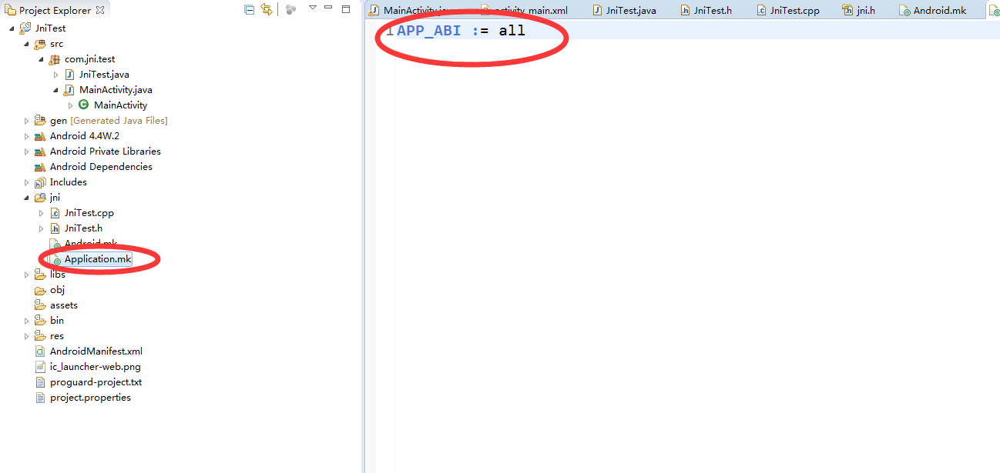 Project Explorer
JniTest
src
com.jni.test
JniTest.java
MainActivity.java
MainActivity
gen [Generated Java Files]
Android 4.4W.2
Android Private Libraries
Android Dependencies
Includes
jni
JniTest.cpp
JniTest.h
Android.mk
Application.mk
libs
obj
assets
bin
res
AndroidManifest.xml
ic_launcher-web.png
proguard-project.txt
project.properties
MainActivity.java activity_main.xml JniTest.java JniTest.h JniTest.cpp jni.h Android.mk
1 APP_ABI := all